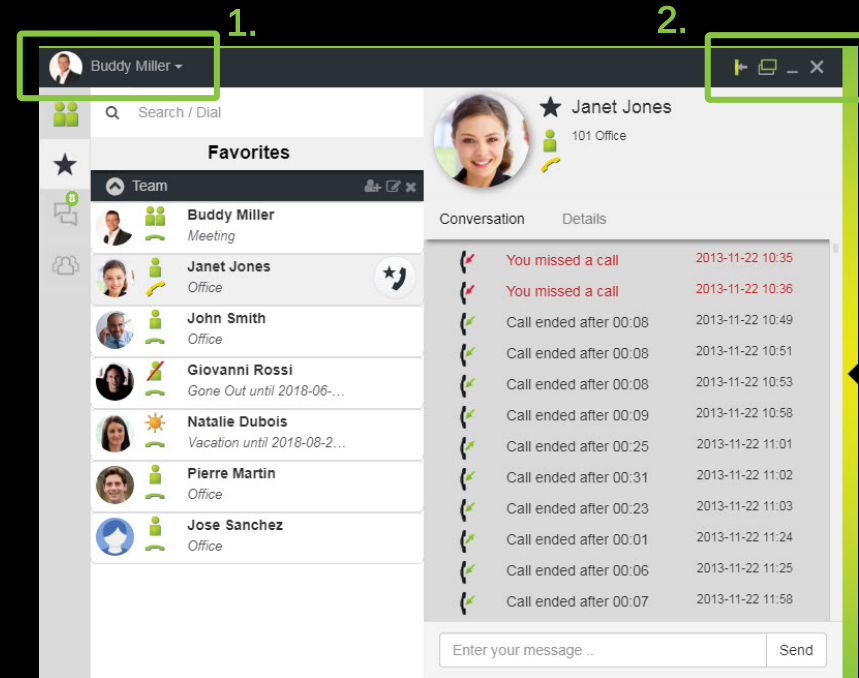 1.
2.
Buddy Miller
Search / Dial
Favorites
Team
8
Buddy Miller
Meeting
Janet Jones
Office
John Smith
Office
Giovanni Rossi
Gone Out until 2018-06-...
Natalie Dubois
Vacation until 2018-08-2...
Pierre Martin
Office
Jose Sanchez
Office
Janet Jones
101 Office
Conversation Details
You missed a call 2013-11-22 10:35
You missed a call 2013-11-22 10:36
Call ended after 00:08 2013-11-22 10:49
Call ended after 00:08 2013-11-22 10:51
Call ended after 00:08 2013-11-22 10:53
Call ended after 00:09 2013-11-22 10:58
Call ended after 00:25 2013-11-22 11:01
Call ended after 00:31 2013-11-22 11:02
Call ended after 00:23 2013-11-22 11:03
Call ended after 00:01 2013-11-22 11:24
Call ended after 00:06 2013-11-22 11:25
Call ended after 00:07 2013-11-22 11:58
Enter your message .. Send